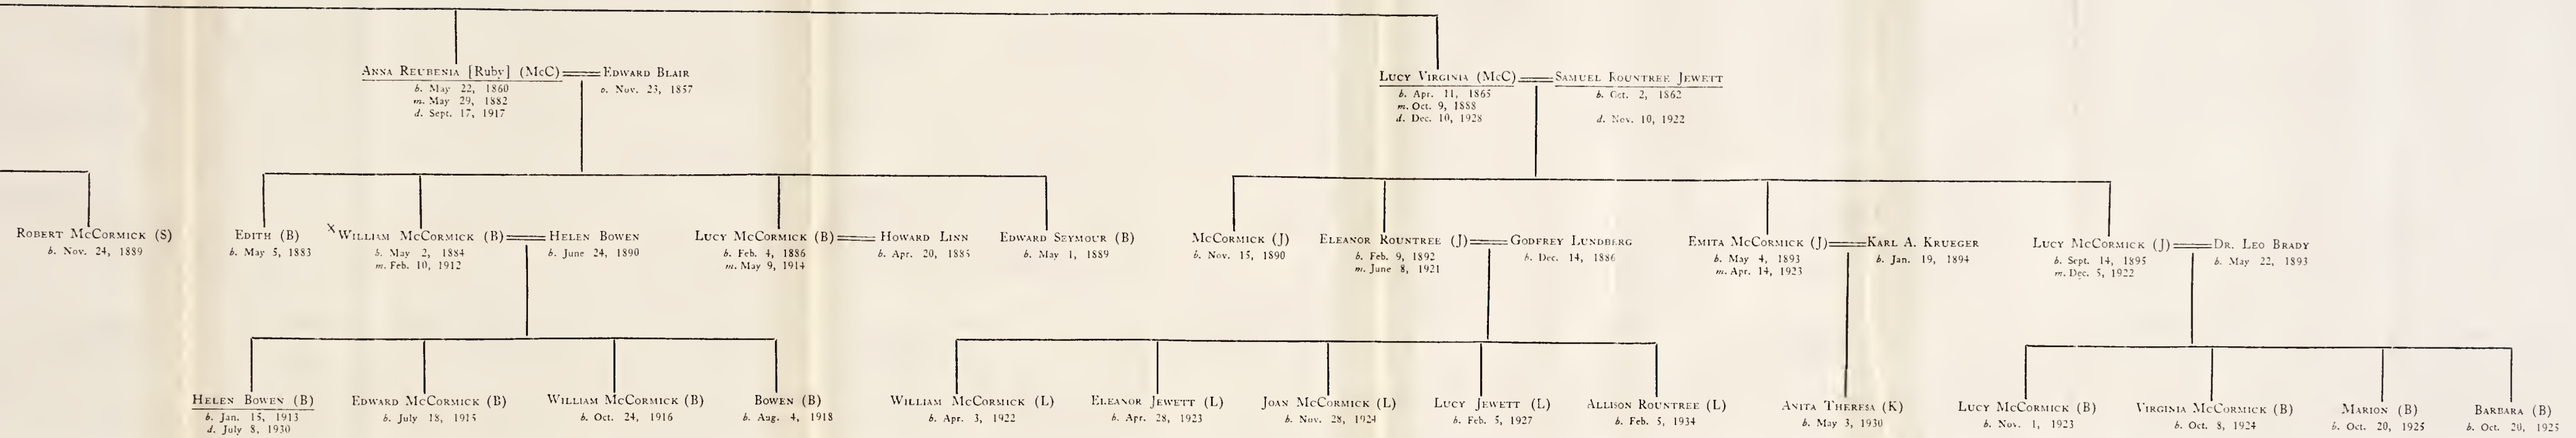 Anna Reubenia [Ruby] (McC)
b. May 22, 1860
m. May 29, 1882
d. Sept. 17, 1917
Edward Blair
o. Nov. 23, 1857
Lucy Virginia (McC)
b. Apr. 11, 1865
m. Oct. 9, 1888
d. Dec. 10, 1928
Samuel Rountree Jewett
b. Oct. 2, 1862
d. Nov. 10, 1922
Robert McCormick (S)
b. Nov. 24, 1889
Edith (B)
b. May 5, 1883
x William McCormick (B)
b. May 2, 1884
m. Feb. 10, 1912
Helen Bowen
b. June 24, 1890
Lucy McCormick (B)
b. Feb. 4, 1886
m. May 9, 1914
Howard Linn
b. Apr. 20, 1885
Edward Seymour (B)
b. May 1, 1889
McCormick (J)
b. Nov. 15, 1890
Eleanor Rountree (J)
b. Feb. 9, 1892
m. June 8, 1921
Godfrey Lundberg
b. Dec. 14, 1886
Emita McCormick (J)
b. May 4, 1893
m. Apr. 14, 1923
Karl A. Krueger
b. Jan. 19, 1894
Lucy McCormick (J)
b. Sept. 14, 1895
m. Dec. 5, 1922
Dr. Leo Brady
b. May 22, 1893
Helen Bowen (B)
b. Jan. 15, 1913
d. July 8, 1930
Edward McCormick (B)
b. July 18, 1915
William McCormick (B)
b. Oct. 24, 1916
Bowen (B)
b. Aug. 4, 1918
William McCormick (L)
b. Apr. 3, 1922
Eleanor Jewett (L)
b. Apr. 28, 1923
Joan McCormick (L)
b. Nov. 28, 1924
Lucy Jewett (L)
b. Feb. 5, 1927
Allison Rountree (L)
b. Feb. 5, 1934
Anita Theresa (K)
b. May 3, 1930
Lucy McCormick (B)
b. Nov. 1, 1923
Virginia McCormick (B)
b. Oct. 8, 1924
Marion (B)
b. Oct. 20, 1925
Barbara (B)
b. Oct. 20, 1925